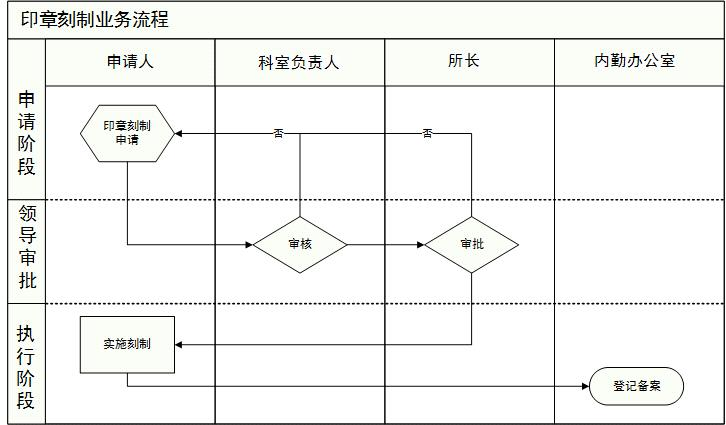 印章刻制业务流程
申请人
科室负责人
所长
内勤办公室
申请阶段
印章刻制
申请
否
否
领导审批
审核
审批
执行阶段
实施刻制
登记备案